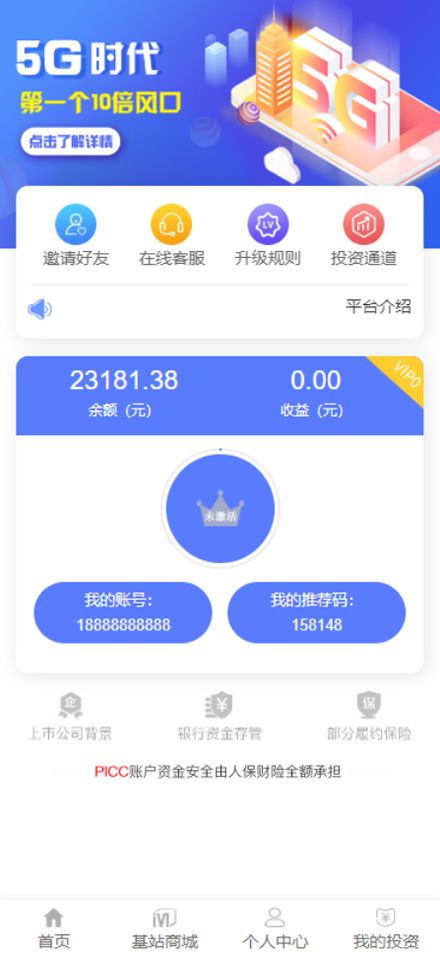 5G时代
第一个10倍风口
点击了解详情
5G
邀请好友 在线客服 升级规则 投资通道
LV
平台介绍
23181.38 0.00
VIP0
余额（元） 收益（元）
未激活
我的账号： 我的推荐码：
18888888888 158148
企 ¥ 保
上市公司背景 银行资金存管 部分履约保险
PICC账户资金安全由人保财险全额承担
首页 基站商城 个人中心 我的投资